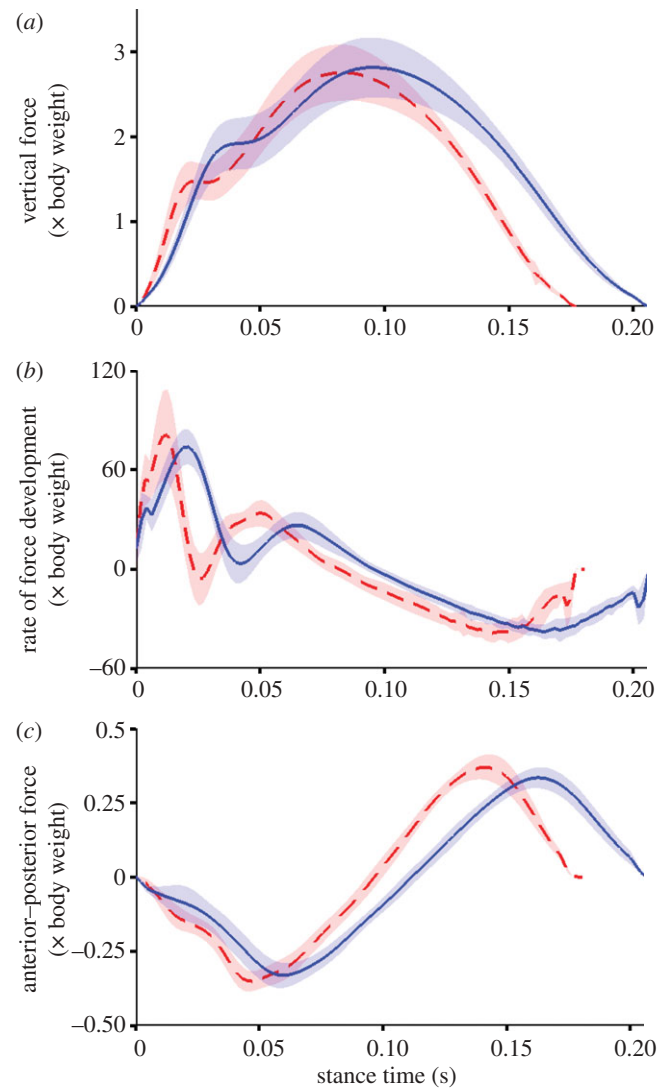 (a)
3
2
1
0
vertical force
(× body weight)
0
0.05
0.10
0.15
0.20
(b)
120
60
0
–60
rate of force development
(× body weight)
0
0.05
0.10
0.15
0.20
(c)
0.5
0.25
0
–0.25
–0.50
anterior–posterior force
(× body weight)
0
0.05
0.10
0.15
0.20
stance time (s)